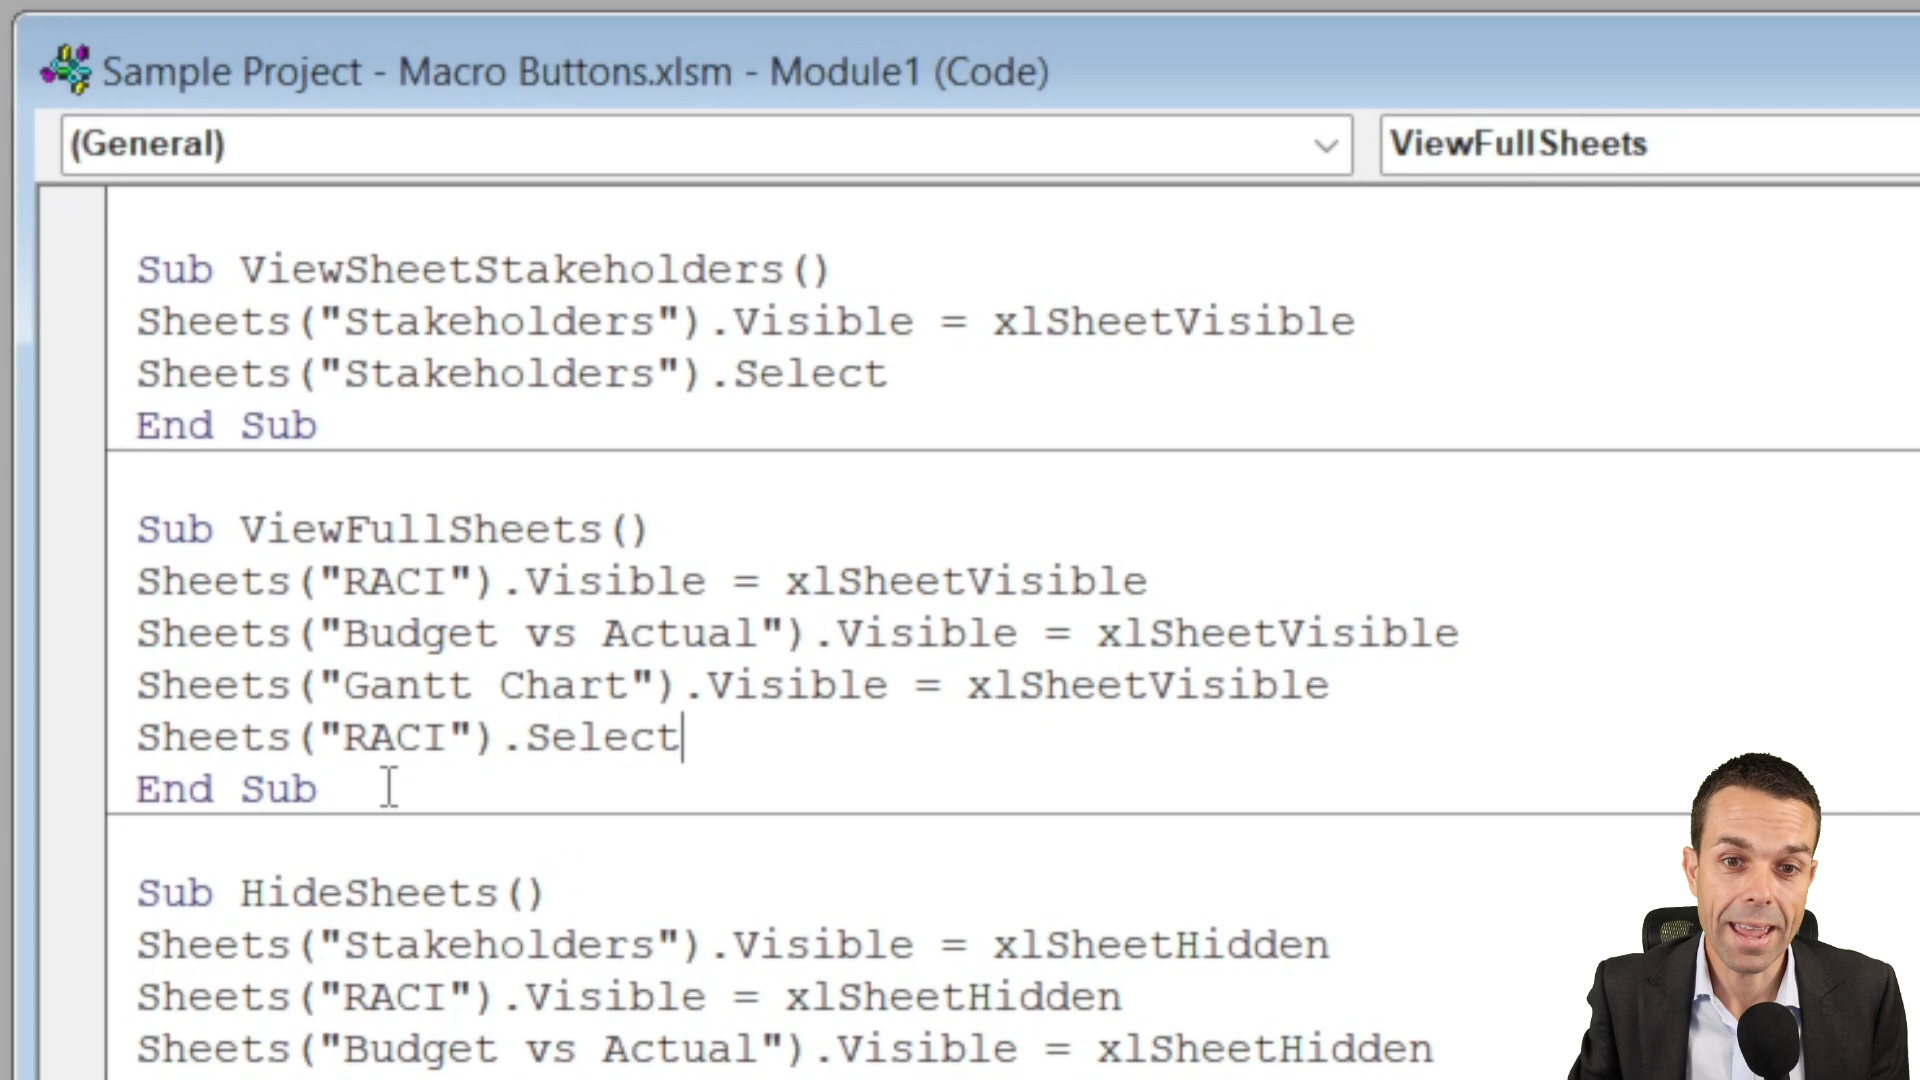 Sample Project - Macro Buttons.xlsm - Module1 (Code)
(General)
ViewFullSheets
Sub ViewSheetStakeholders()
Sheets("Stakeholders").Visible = xlSheetVisible
Sheets("Stakeholders").Select
End Sub
Sub ViewFullSheets()
Sheets("RACI").Visible = xlSheetVisible
Sheets("Budget vs Actual").Visible = xlSheetVisible
Sheets("Gantt Chart").Visible = xlSheetVisible
Sheets("RACI").Select
End Sub
Sub HideSheets()
Sheets("Stakeholders").Visible = xlSheetHidden
Sheets("RACI").Visible = xlSheetHidden
Sheets("Budget vs Actual").Visible = xlSheetHidden